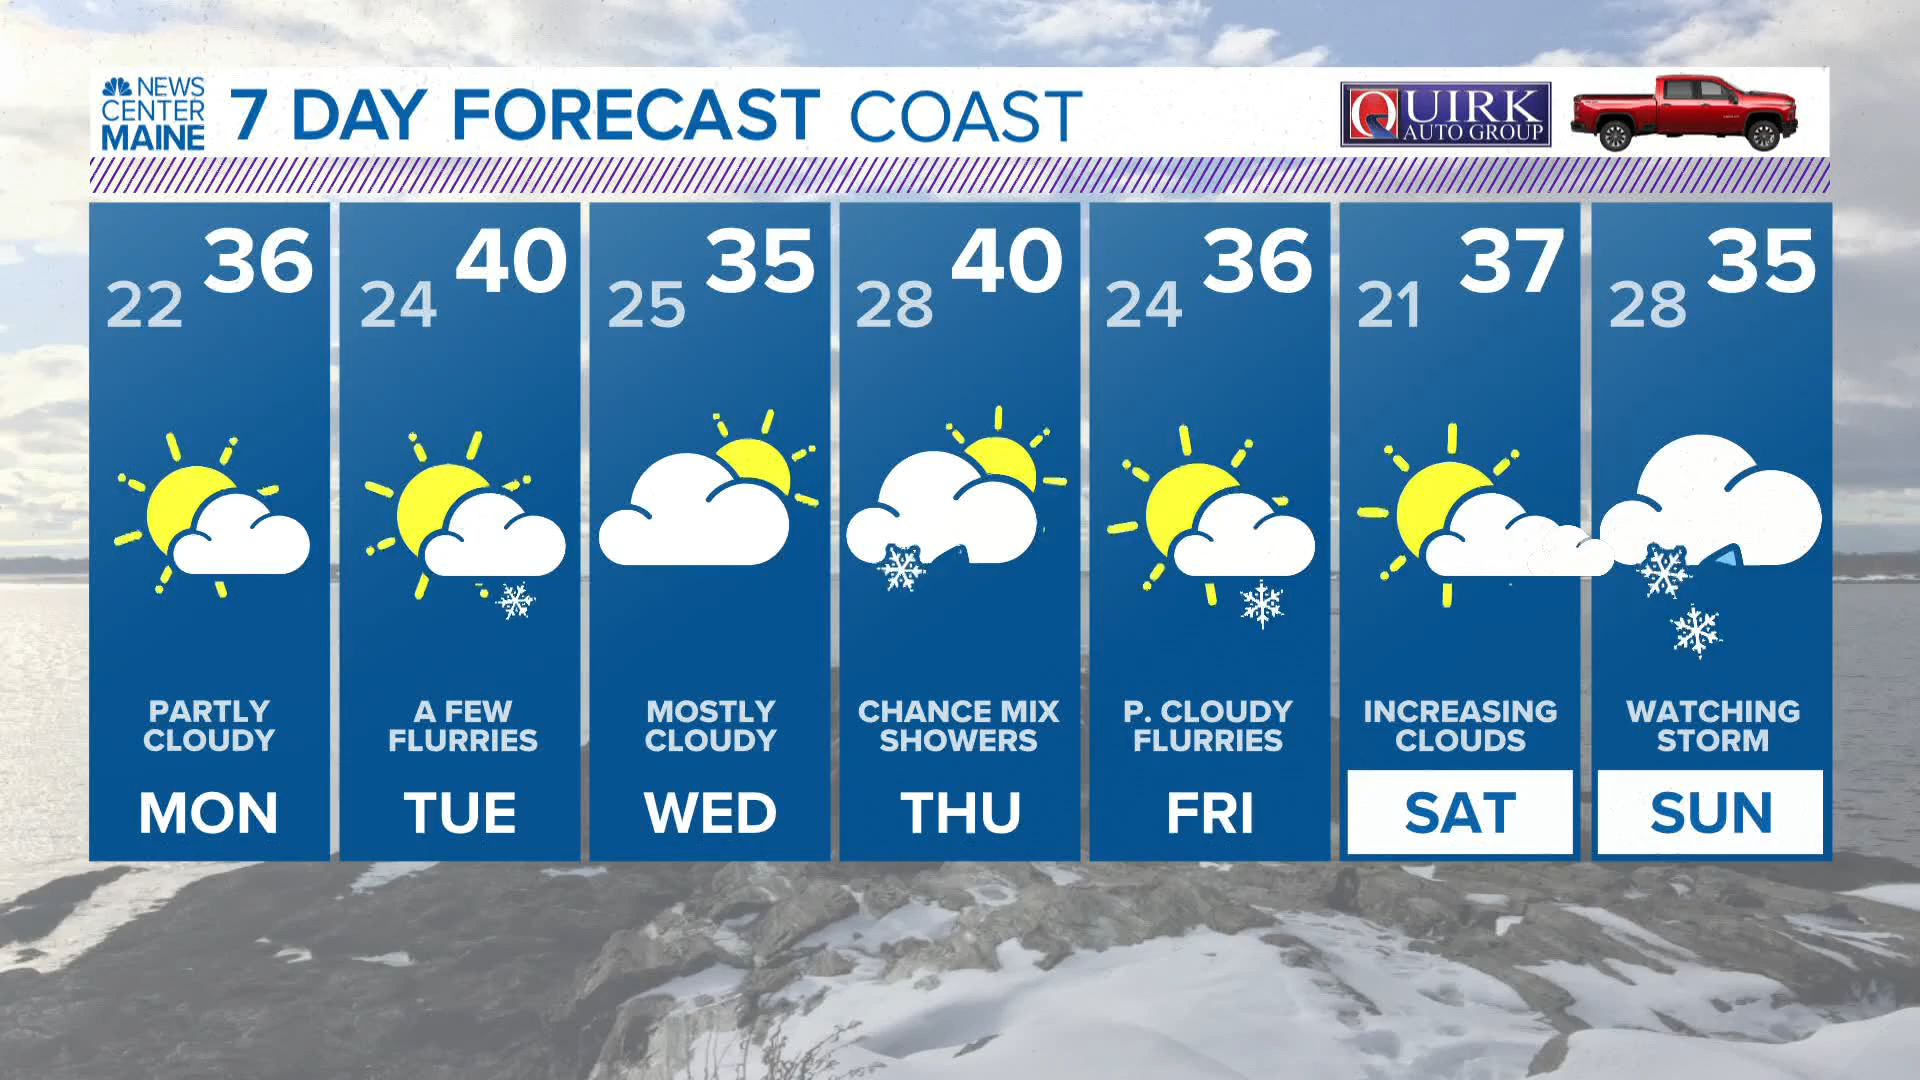 NEWS
CENTER
MAINE
7 DAY FORECAST COAST
QUIRK
AUTO GROUP
22 36
24 40
25 35
28 40
24 36
21 37
28 35
PARTLY
CLOUDY
A FEW
FLURRIES
MOSTLY
CLOUDY
CHANCE MIX
SHOWERS
P. CLOUDY
FLURRIES
INCREASING
CLOUDS
WATCHING
STORM
MON
TUE
WED
THU
FRI
SAT
SUN